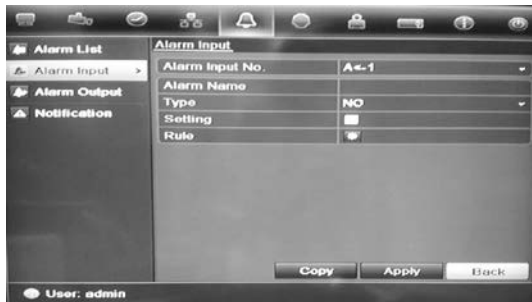 Alarm List
Alarm Input >
Alarm Output
Notification
Alarm Input
Alarm Input No. A<-1
Alarm Name
Type NO
Setting
Rule
Copy Apply Back
User: admin